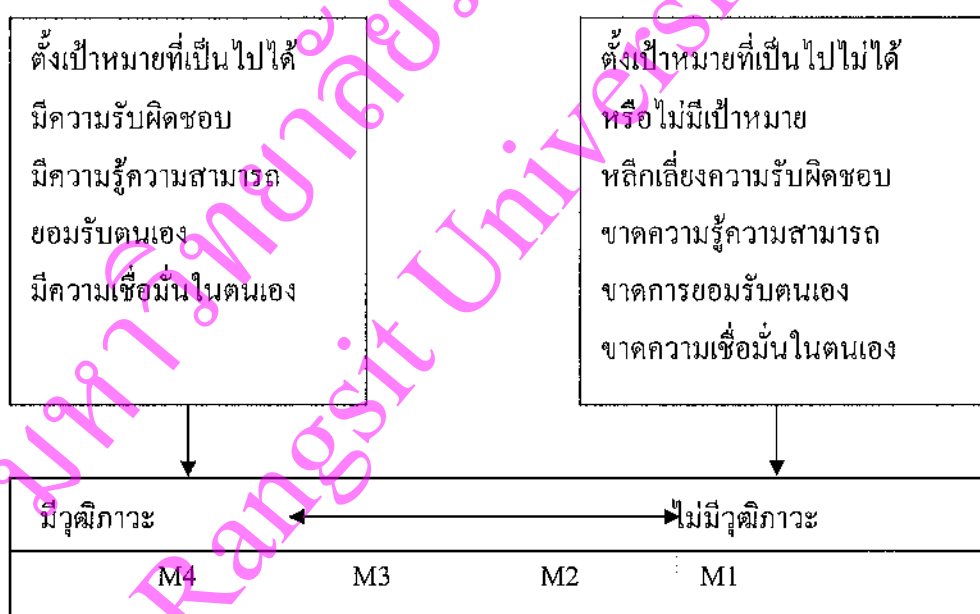 ตั้งเป้าหมายที่เป็นไปได้
มีความรับผิดชอบ
มีความรู้ความสามารถ
ยอมรับตนเอง
มีความเชื่อมั่นในตนเอง
ตั้งเป้าหมายที่เป็นไปไม่ได้
หรือไม่มีเป้าหมาย
หลีกเลี่ยงความรับผิดชอบ
ขาดความรู้ความสามารถ
ขาดการยอมรับตนเอง
ขาดความเชื่อมั่นในตนเอง
มีวุฒิภาวะ ไม่มีวุฒิภาวะ
M4 M3 M2 M1
มหาวิทยาลัย
Rangsit Universi